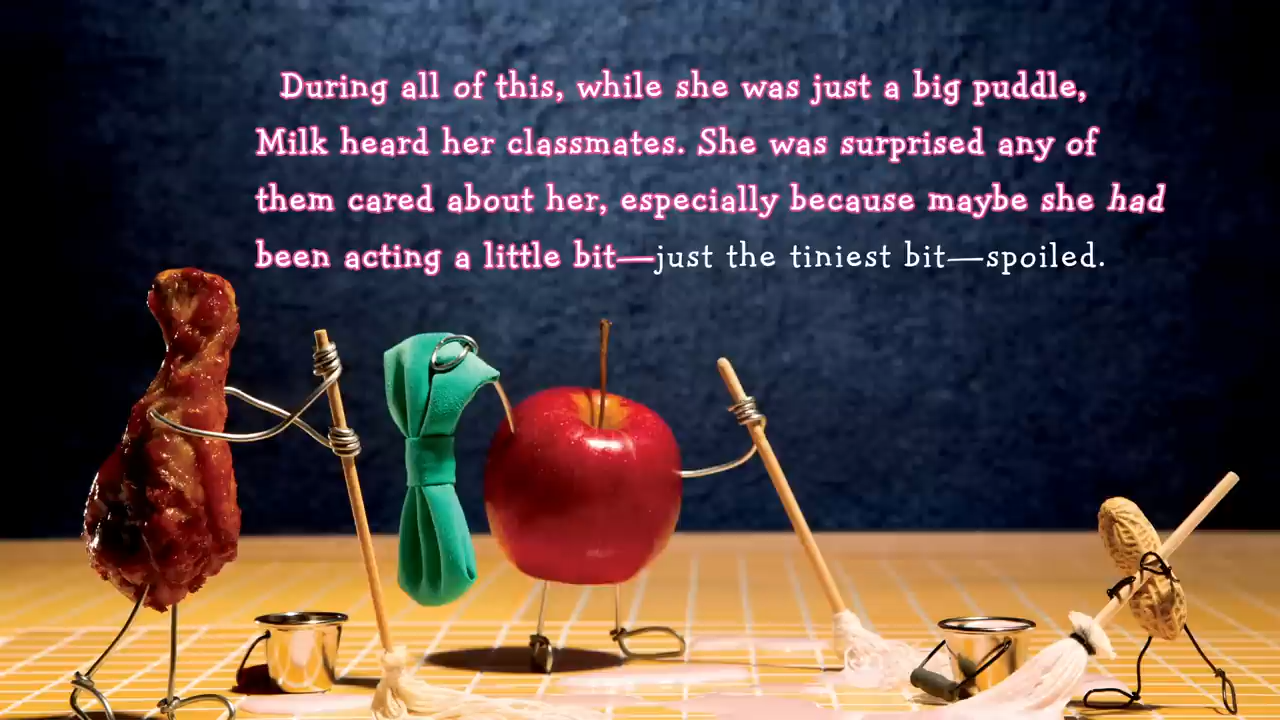 During all of this, while she was just a big puddle,
Milk heard her classmates. She was surprised any of
them cared about her, especially because maybe she had
been acting a little bit—just the tiniest bit—spoiled.